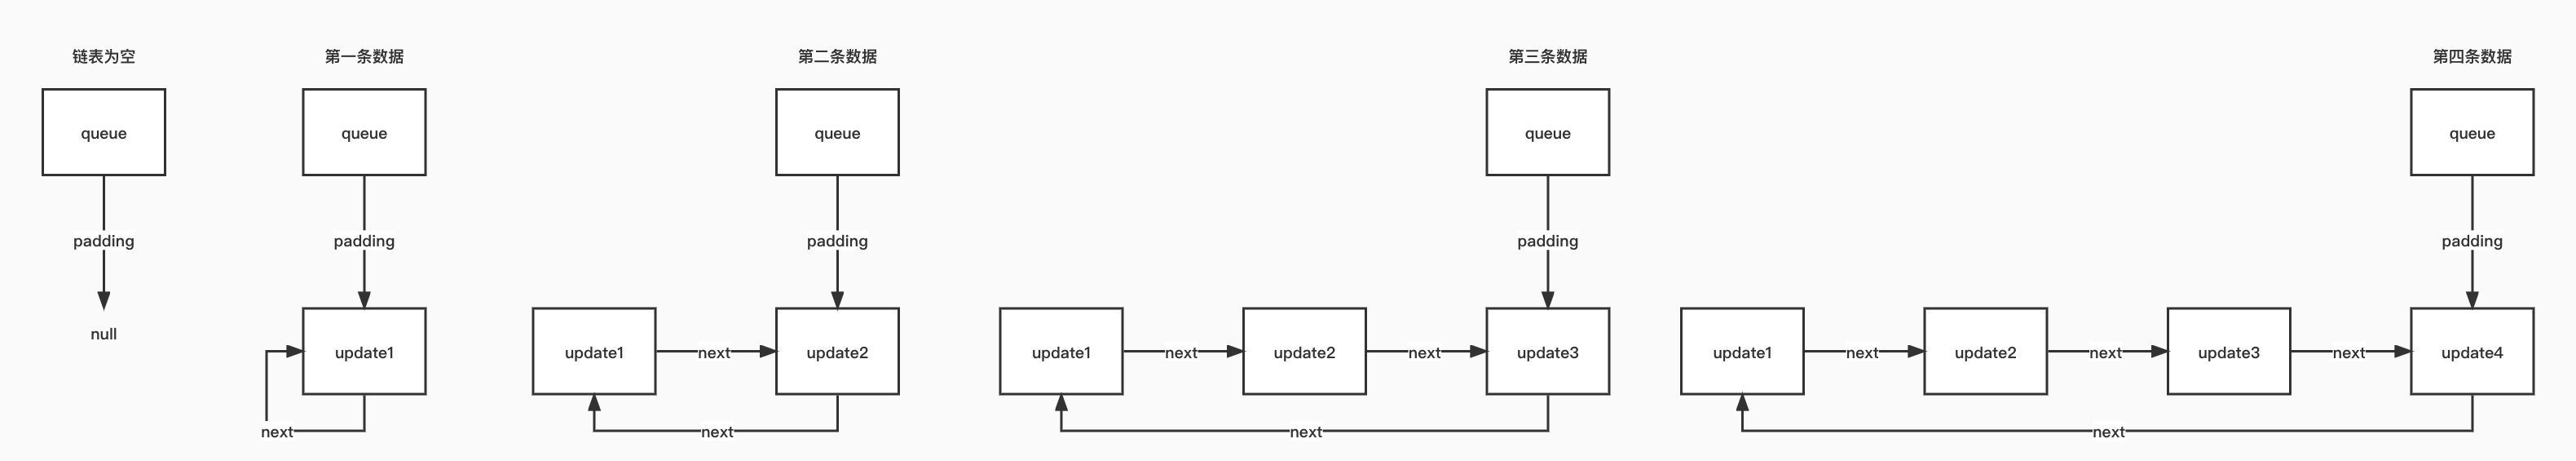 链表为空
queue
padding
null
第一条数据
queue
padding
update1
next
第二条数据
queue
padding
update1
next
update2
next
第三条数据
queue
padding
update1
next
update2
next
update3
next
第四条数据
queue
padding
update1
next
update2
next
update3
next
update4
next